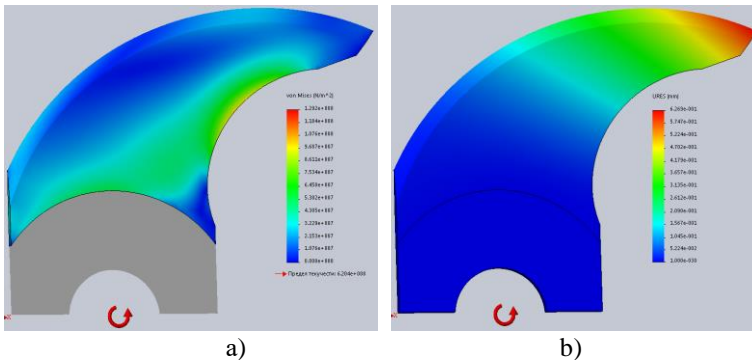 von Mises (N/m^2)
1.292e+008
1.184e+008
1.076e+008
9.687e+007
8.612e+007
7.534e+007
6.459e+007
5.382e+007
4.305e+007
3.229e+007
2.153e+007
1.076e+007
0.000e+000
Предел текучести: 6.204e+008
URES (mm)
6.269e-001
5.747e-001
5.224e-001
4.702e-001
4.179e-001
3.657e-001
3.135e-001
2.612e-001
2.090e-001
1.567e-001
1.045e-001
5.224e-002
1.000e-030
a)
b)